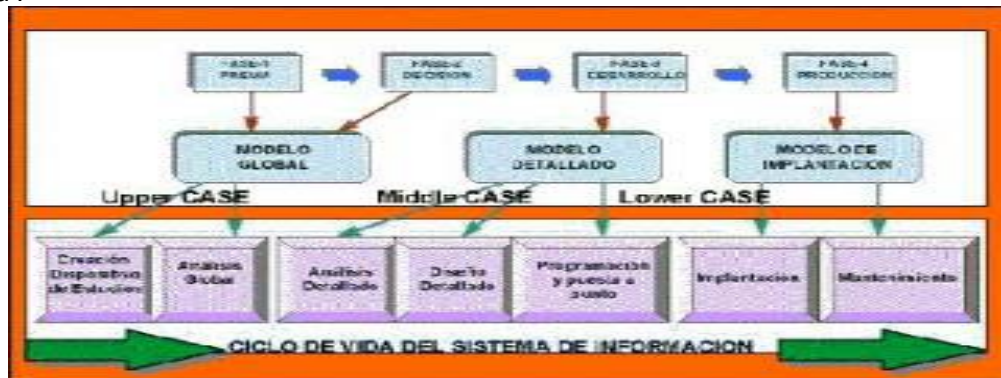 FASE-1
PREVIA
FASE-2
DECISION
FASE-3
DESARROLLO
FASE-4
PRODUCCION
MODELO
GLOBAL
MODELO
DETALLADO
MODELO DE
IMPLANTACION
Upper CASE
Middle CASE
Lower CASE
Creación
Dispositivo
de Estudios
Análisis
Global
Análisis
Detallado
Diseño
Detallado
Programación
y puesta a
punto
Implantación
Mantenimiento
CICLO DE VIDA DEL SISTEMA DE INFORMACION